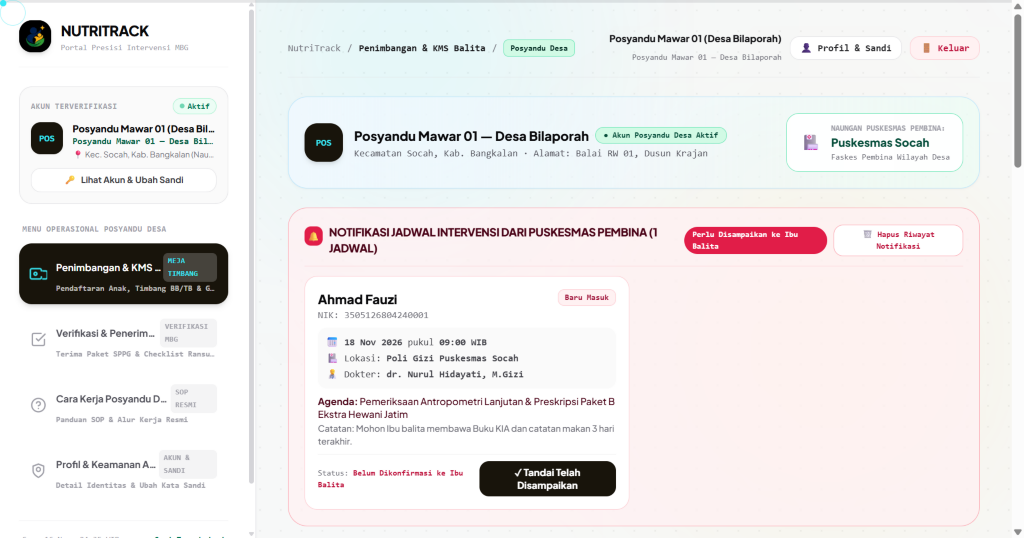 NUTRITRACK
Portal Presisi Intervensi MBG
AKUN TERVERIFIKASI
Aktif
POS
Posyandu Mawar 01 (Desa Bil...
Posyandu Mawar 01 — Desa Bil...
Kec. Socah, Kab. Bangkalan (Nau...
Lihat Akun & Ubah Sandi
MENU OPERASIONAL POSYANDU DESA
Penimbangan & KMS ...
MEJA
TIMBANG
Pendaftaran Anak, Timbang BB/TB & G...
Verifikasi & Penerim...
VERIFIKASI
MBG
Terima Paket SPPG & Checklist Ransu...
Cara Kerja Posyandu D...
SOP
RESMI
Panduan SOP & Alur Kerja Resmi
Profil & Keamanan A...
AKUN &
SANDI
Detail Identitas & Ubah Kata Sandi
NutriTrack / Penimbangan & KMS Balita / Posyandu Desa
Posyandu Mawar 01 (Desa Bilaporah)
Posyandu Mawar 01 — Desa Bilaporah
Profil & Sandi
Keluar
POS
Posyandu Mawar 01 — Desa Bilaporah
● Akun Posyandu Desa Aktif
Kecamatan Socah, Kab. Bangkalan · Alamat: Balai RW 01, Dusun Krajan
NAUNGAN PUSKESMAS PEMBINA:
Puskesmas Socah
Faskes Pembina Wilayah Desa
NOTIFIKASI JADWAL INTERVENSI DARI PUSKESMAS PEMBINA (1
JADWAL)
Perlu Disampaikan ke Ibu
Balita
Hapus Riwayat
Notifikasi
Ahmad Fauzi
Baru Masuk
NIK: 3505126804240001
18 Nov 2026 pukul 09:00 WIB
Lokasi: Poli Gizi Puskesmas Socah
Dokter: dr. Nurul Hidayati, M.Gizi
Agenda: Pemeriksaan Antropometri Lanjutan & Preskripsi Paket B
Ekstra Hewani Jatim
Catatan: Mohon Ibu balita membawa Buku KIA dan catatan makan 3 hari
terakhir.
Status: Belum Dikonfirmasi ke Ibu
Balita
✓ Tandai Telah
Disampaikan